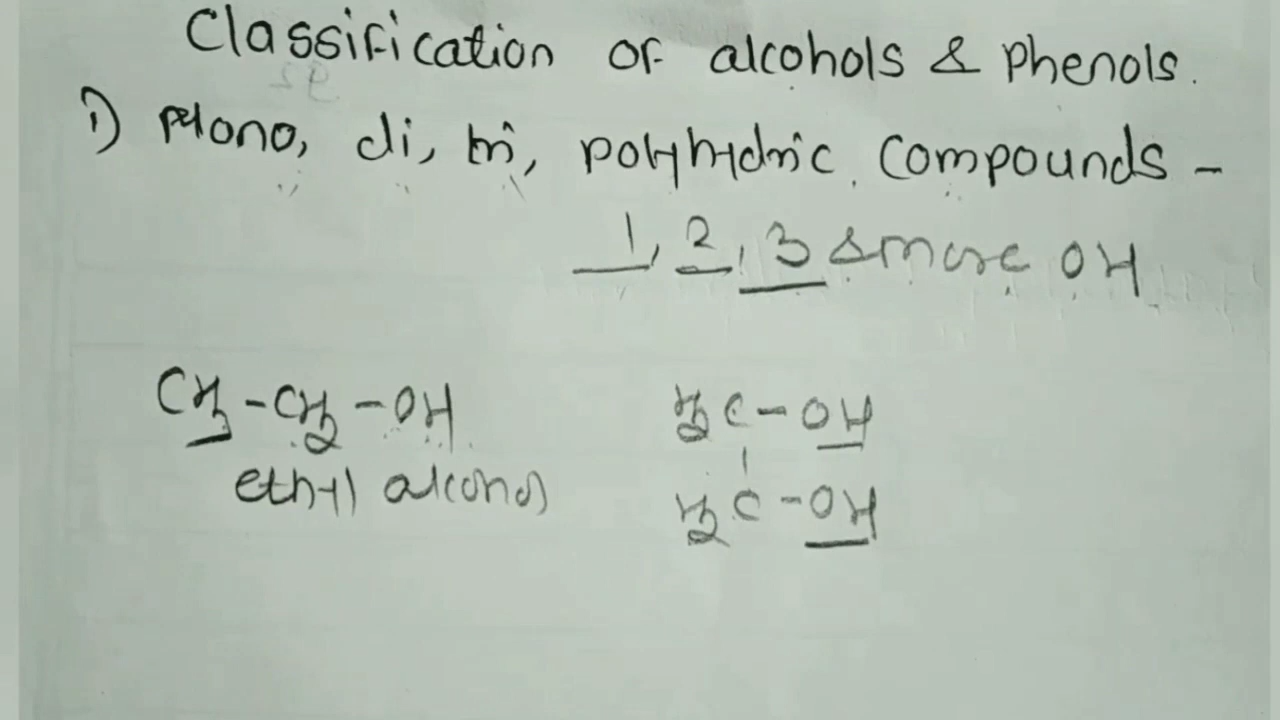 Classification of alcohols & phenols.
i) Mono, di, tri, polyhydric compounds -
1, 2, 3 & more OH
CH3-CH2-OH
ethyl alcohol
H2C-OH
|
H2C-OH